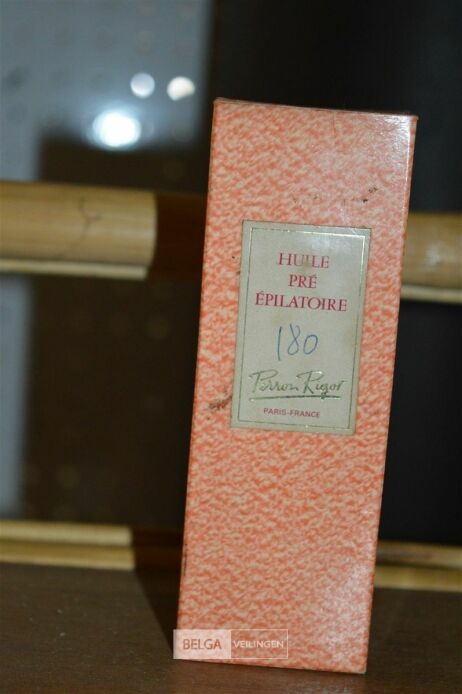 HUILE
PRÉ
ÉPILATOIRE
180
Perron Rigot
PARIS-FRANCE
BELGA VEILINGEN